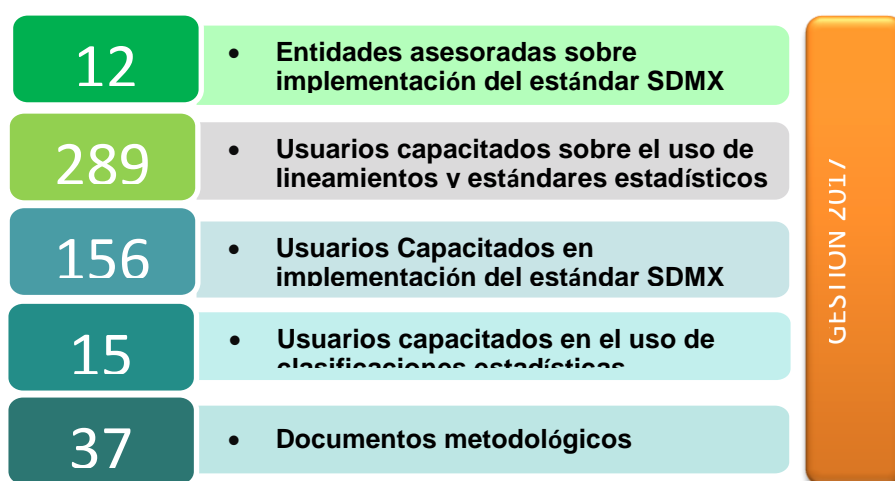 12
• Entidades asesoradas sobre
implementación del estándar SDMX
289
• Usuarios capacitados sobre el uso de
lineamientos y estándares estadísticos
156
• Usuarios Capacitados en
implementación del estándar SDMX
15
• Usuarios capacitados en el uso de
clasificaciones estadísticas
37
• Documentos metodológicos
GESTION 2017